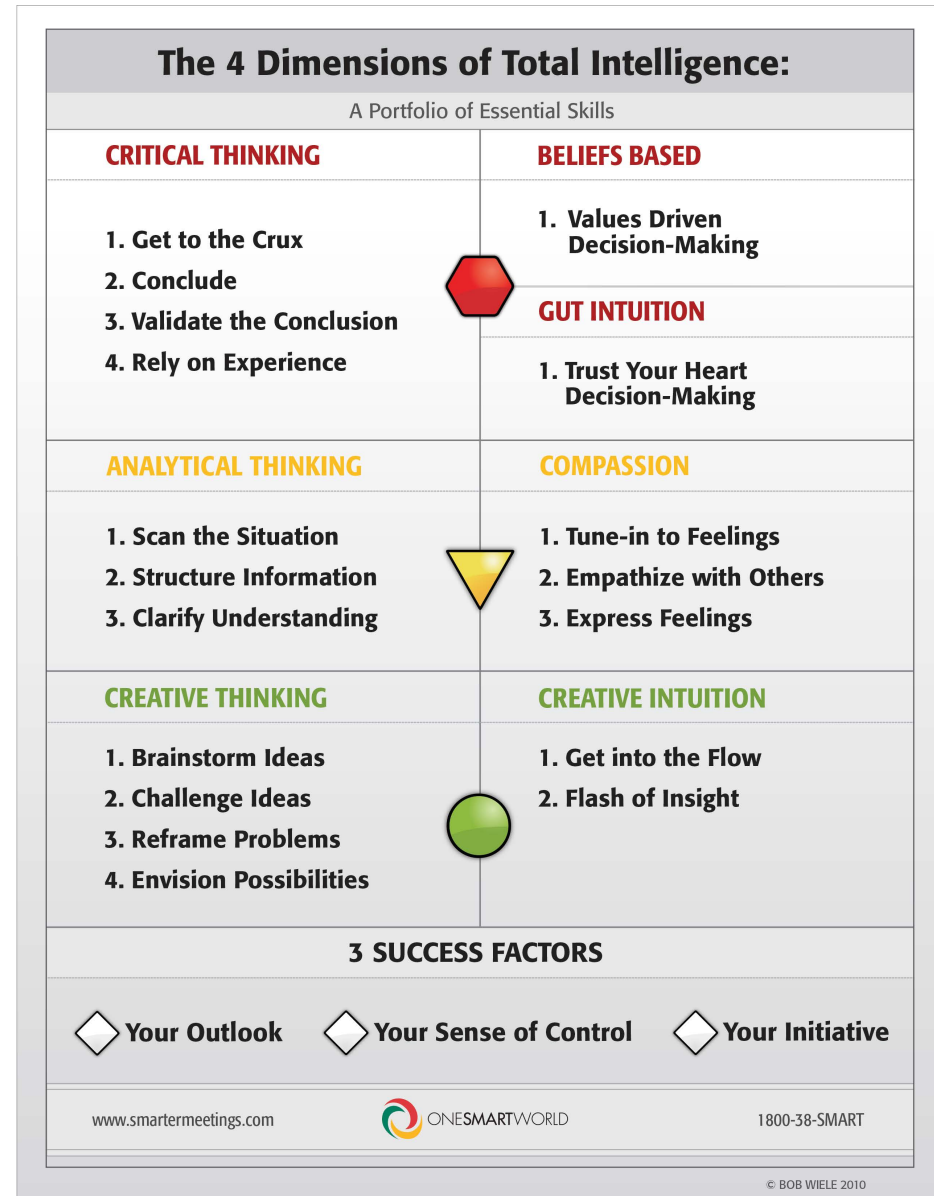 The 4 Dimensions of Total Intelligence:
A Portfolio of Essential Skills
CRITICAL THINKING
1. Get to the Crux
2. Conclude
3. Validate the Conclusion
4. Rely on Experience
BELIEFS BASED
1. Values Driven
Decision-Making
GUT INTUITION
1. Trust Your Heart
Decision-Making
ANALYTICAL THINKING
1. Scan the Situation
2. Structure Information
3. Clarify Understanding
COMPASSION
1. Tune-in to Feelings
2. Empathize with Others
3. Express Feelings
CREATIVE THINKING
1. Brainstorm Ideas
2. Challenge Ideas
3. Reframe Problems
4. Envision Possibilities
CREATIVE INTUITION
1. Get into the Flow
2. Flash of Insight
3 SUCCESS FACTORS
Your Outlook
Your Sense of Control
Your Initiative
www.smartermeetings.com
ONESMARTWORLD
1800-38-SMART
© BOB WIELE 2010